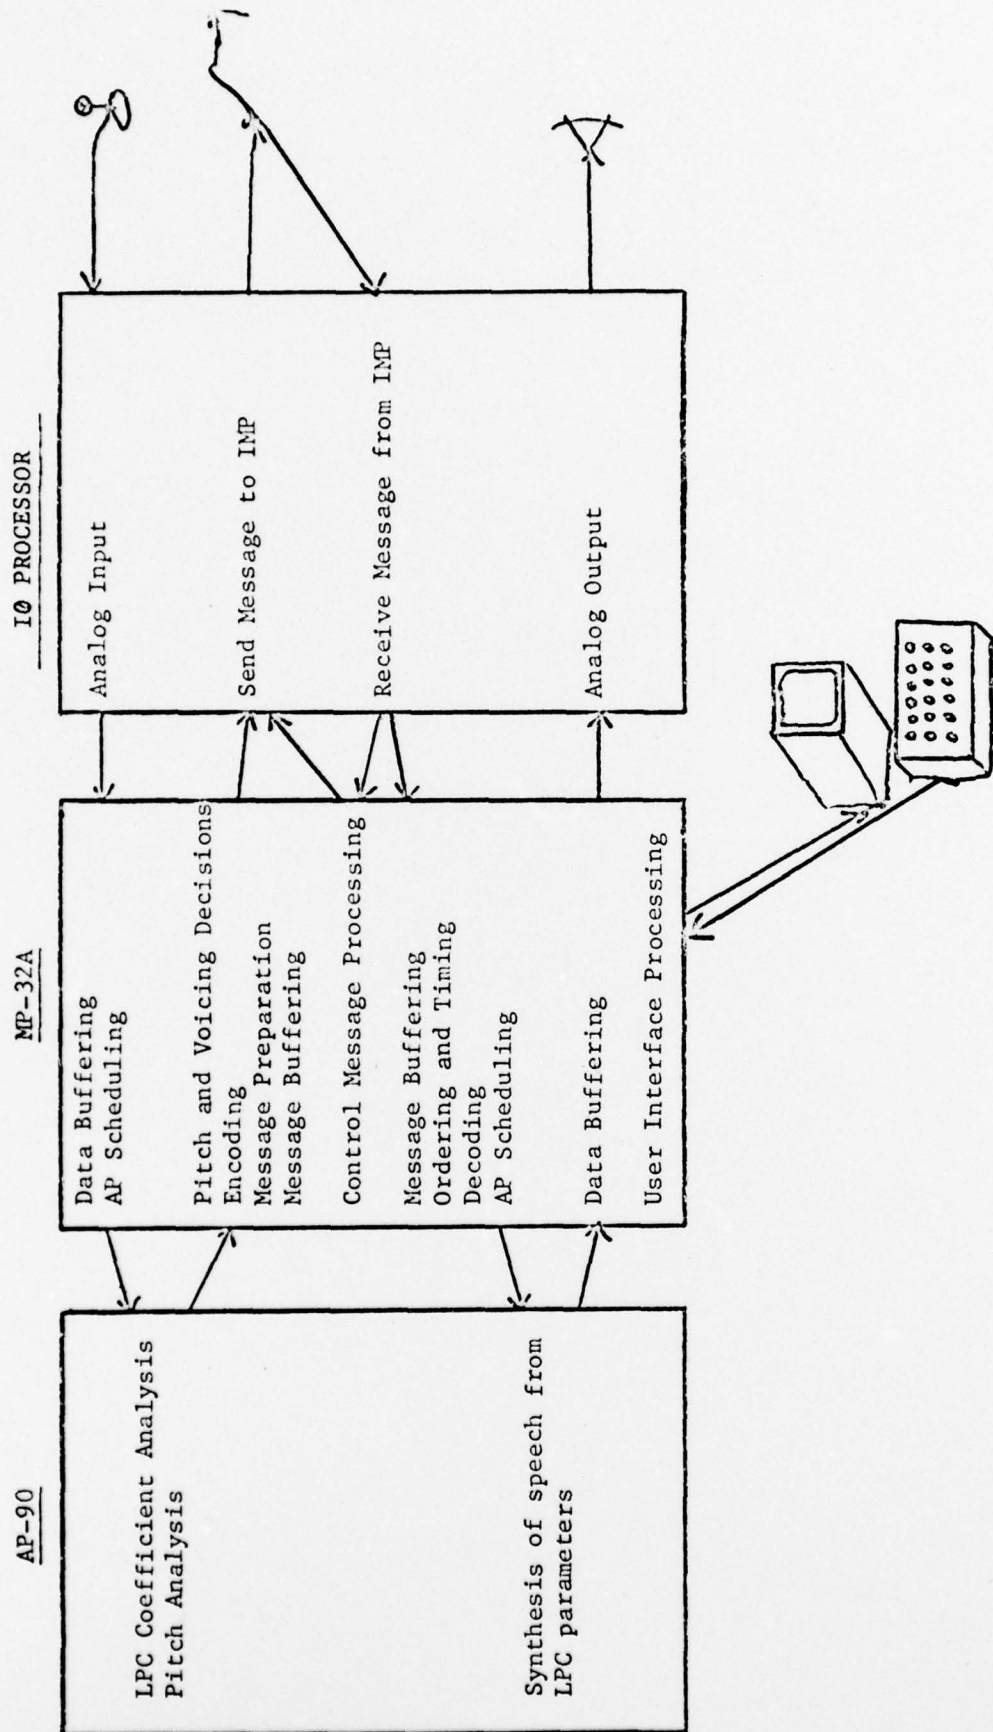 AP-90
LPC Coefficient Analysis
Pitch Analysis
Synthesis of speech from
LPC parameters
MP-32A
Data Buffering
AP Scheduling
Pitch and Voicing Decisions
Encoding
Message Preparation
Message Buffering
Control Message Processing
Message Buffering
Ordering and Timing
Decoding
AP Scheduling
Data Buffering
User Interface Processing
IØ PROCESSOR
Analog Input
Send Message to IMP
Receive Message from IMP
Analog Output